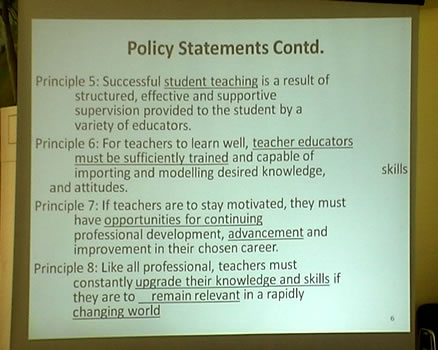 Policy Statements Contd.
Principle 5: Successful student teaching is a result of
structured, effective and supportive
supervision provided to the student by a
variety of educators.
Principle 6: For teachers to learn well, teacher educators
must be sufficiently trained and capable of
importing and modelling desired knowledge, skills
and attitudes.
Principle 7: If teachers are to stay motivated, they must
have opportunities for continuing
professional development, advancement and
improvement in their chosen career.
Principle 8: Like all professional, teachers must
constantly upgrade their knowledge and skills if
they are to remain relevant in a rapidly
changing world
6